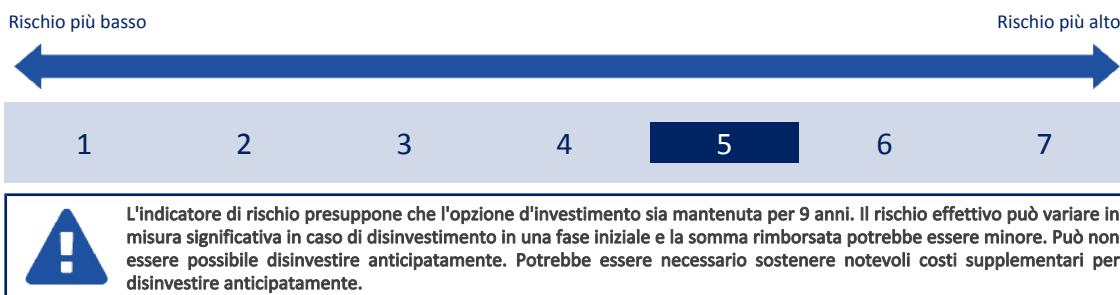 Rischio più basso Rischio più alto
1 2 3 4 5 6 7
L'indicatore di rischio presuppone che l'opzione d'investimento sia mantenuta per 9 anni. Il rischio effettivo può variare in
misura significativa in caso di disinvestimento in una fase iniziale e la somma rimborsata potrebbe essere minore. Può non
essere possibile disinvestire anticipatamente. Potrebbe essere necessario sostenere notevoli costi supplementari per
disinvestire anticipatamente.